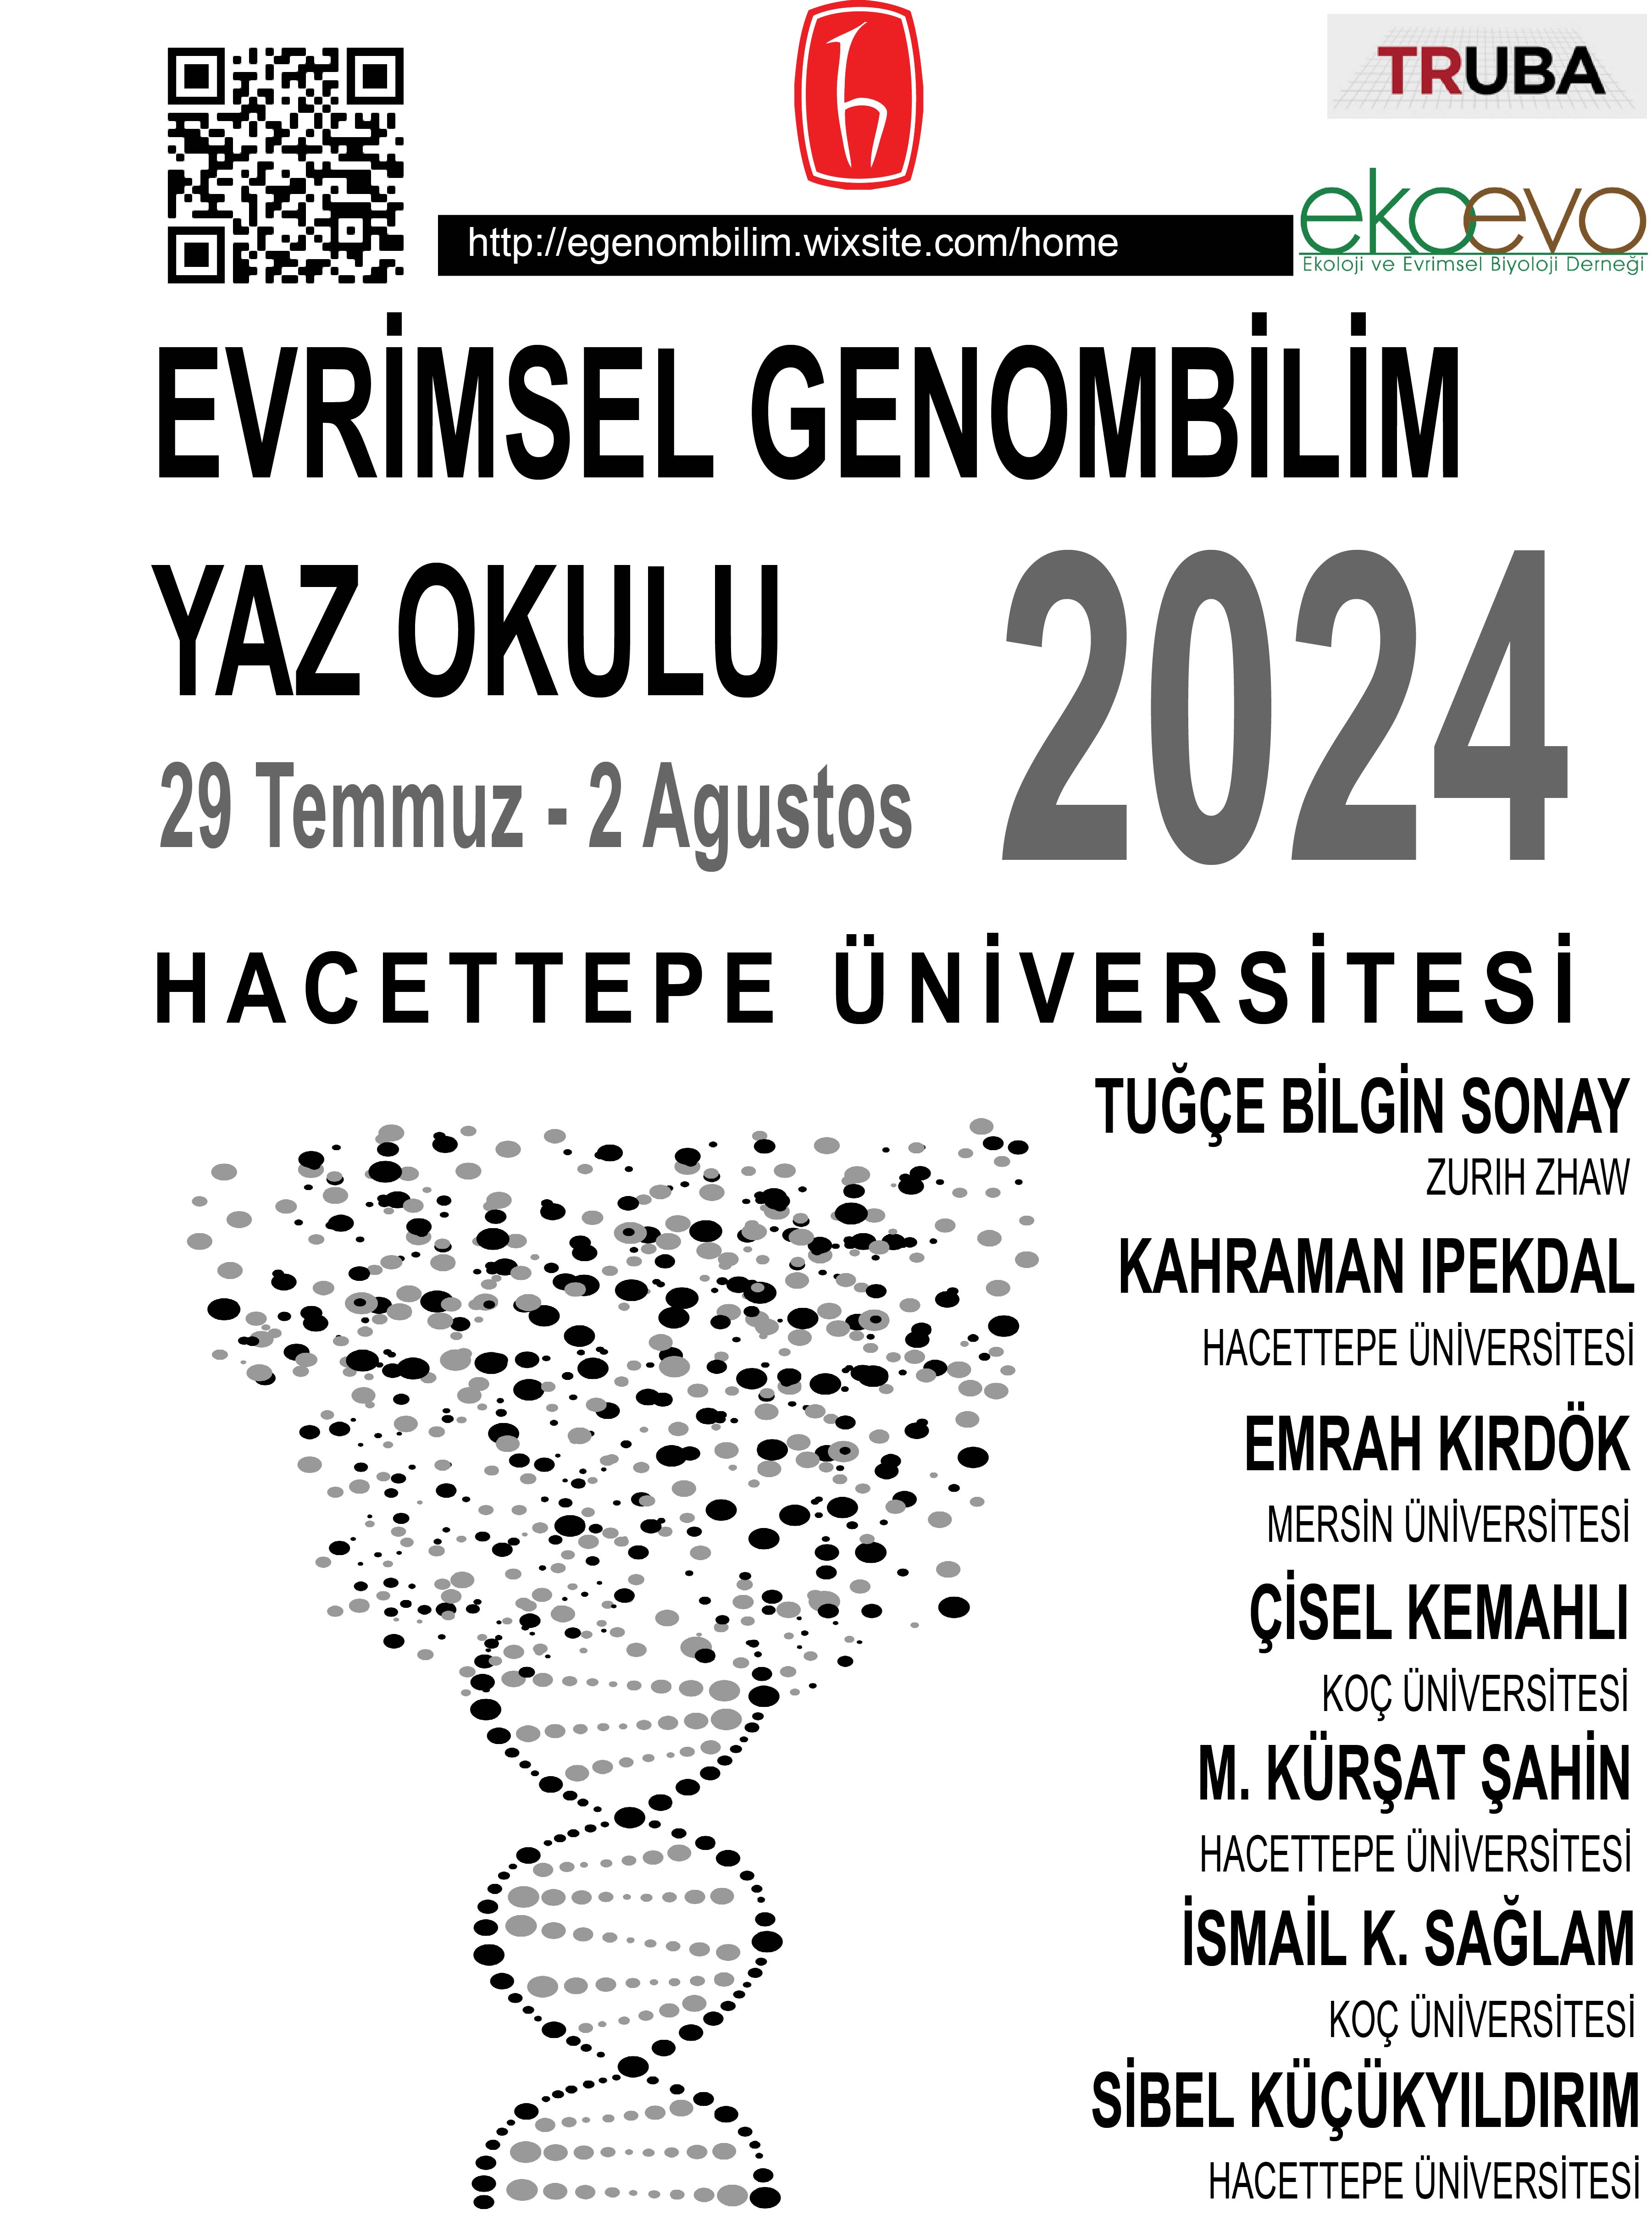 TRUBA
http://egenombilim.wixsite.com/home
ekoevo
Ekoloji ve Evrimsel Biyoloji Derneği
EVRİMSEL GENOMBİLİM
YAZ OKULU
2024
29 Temmuz - 2 Agustos
HACETTEPE ÜNİVERSİTESİ
TUĞÇE BİLGİN SONAY
ZURIH ZHAW
KAHRAMAN IPEKDAL
HACETTEPE ÜNİVERSİTESİ
EMRAH KIRDÖK
MERSİN ÜNİVERSİTESİ
ÇİSEL KEMAHLI
KOÇ ÜNİVERSİTESİ
M. KÜRŞAT ŞAHİN
HACETTEPE ÜNİVERSİTESİ
İSMAİL K. SAĞLAM
KOÇ ÜNİVERSİTESİ
SİBEL KÜÇÜKYILDIRIM
HACETTEPE ÜNİVERSİTESİ